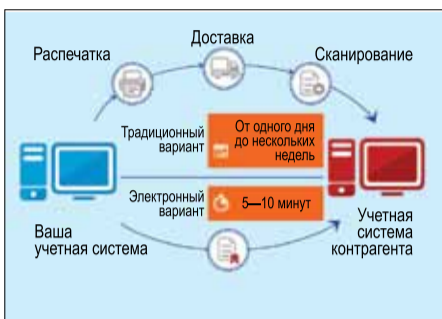 Доставка
Распечатка
Сканирование
Традиционный
вариант
От одного дня
до нескольких
недель
Электронный
вариант
5—10 минут
Ваша
учетная система
Учетная
система
контрагента